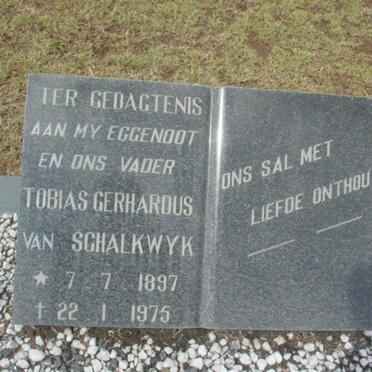 TER GEDAGTENIS
AAN MY EGGENOOT
EN ONS VADER
TOBIAS GERHARDUS
VAN SCHALKWYK
* 7 7 1897
† 22 1 1975
ONS SAL MET
LIEFDE ONTHOU